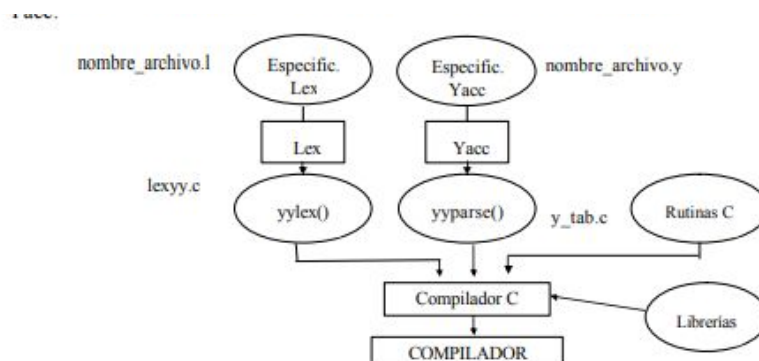 nombre_archivo.l
Especific.
Lex
Especific.
Yacc
nombre_archivo.y
Lex
Yacc
lexyy.c
yylex()
yyparse()
y_tab.c
Rutinas C
Compilador C
Librerías
COMPILADOR